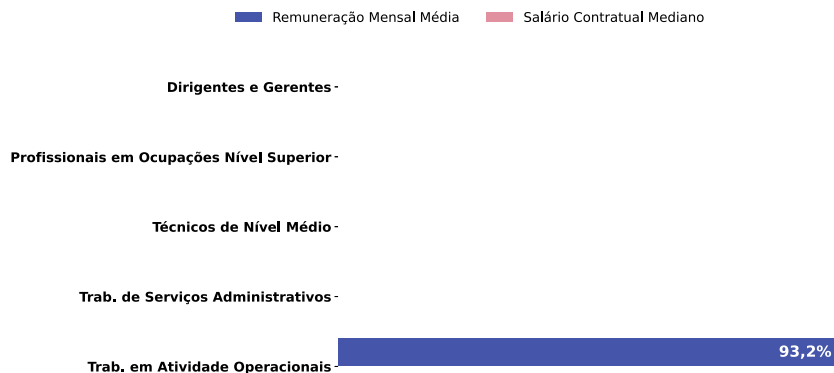 Remuneração Mensal Média Salário Contratual Mediano
Dirigentes e Gerentes
Profissionais em Ocupações Nível Superior
Técnicos de Nível Médio
Trab. de Serviços Administrativos
93,2%
Trab. em Atividade Operacionais